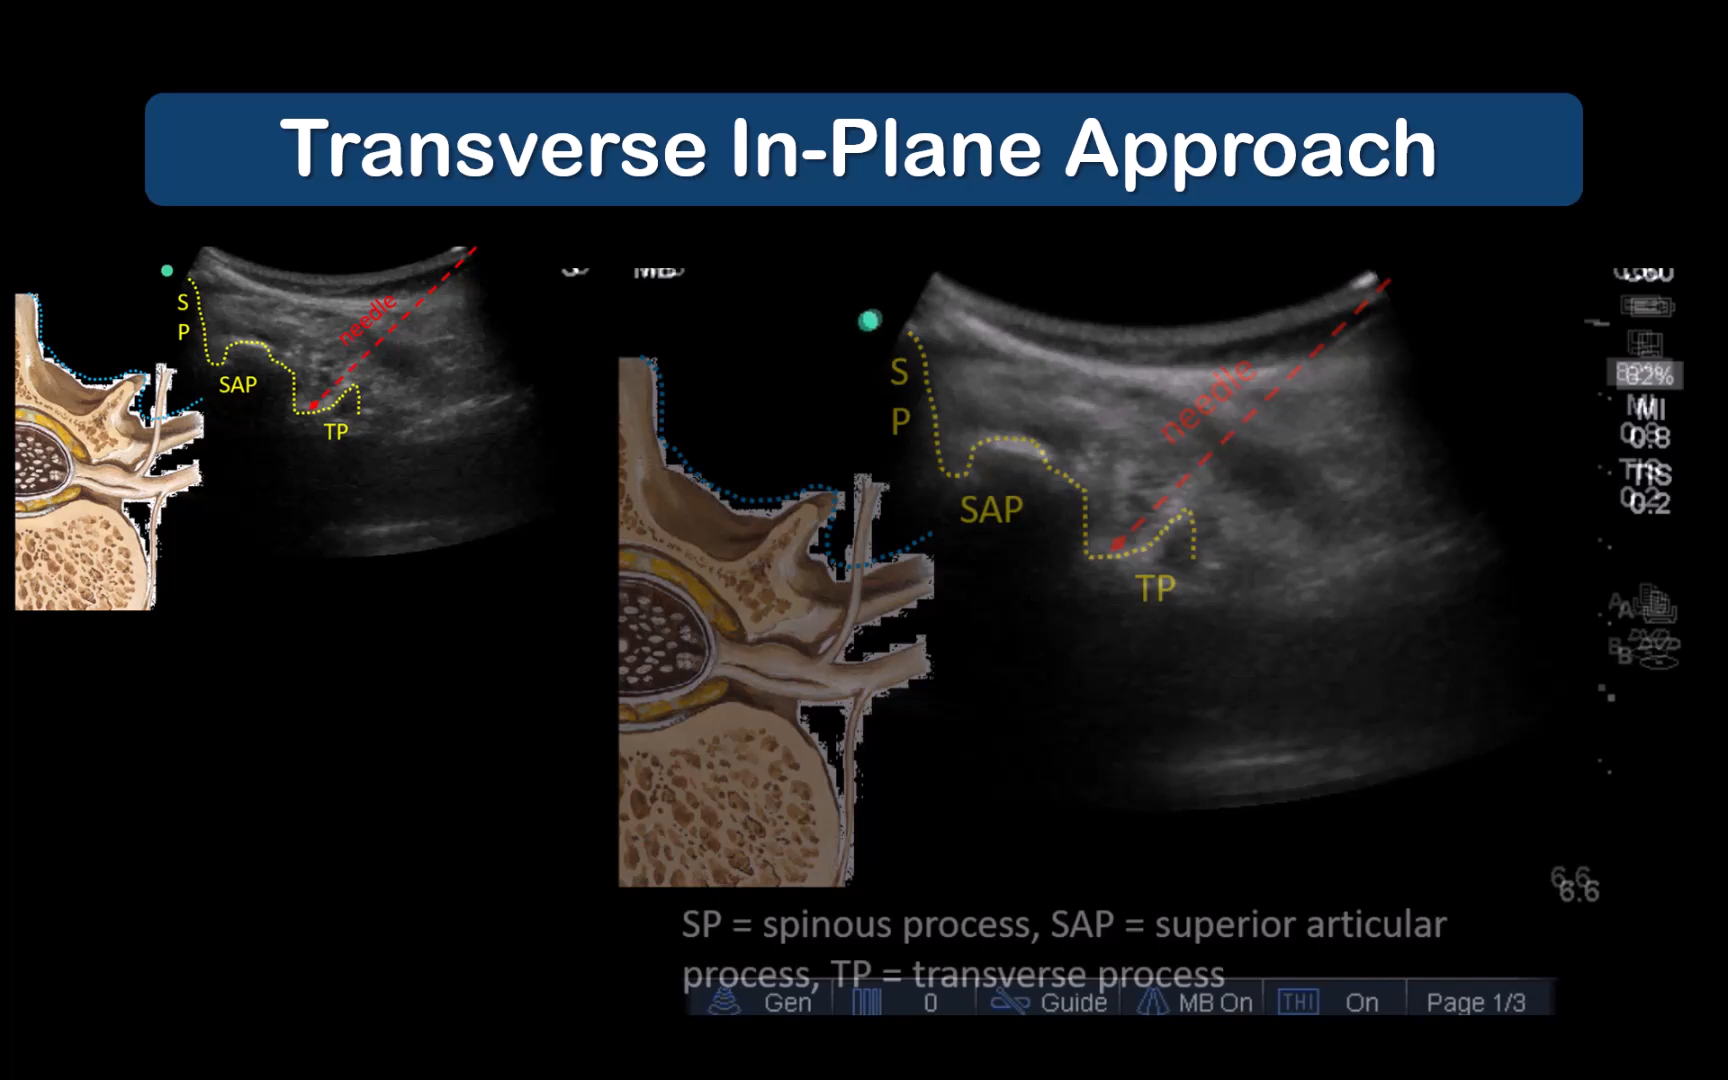 Transverse In-Plane Approach
S
P
SAP
TP
needle
MB
S
P
SAP
TP
needle
82%
MI
0.8
TIS
0.2
A
B
6.6
SP = spinous process, SAP = superior articular
process, TP = transverse process
Gen 0 Guide MB On THI On Page 1/3